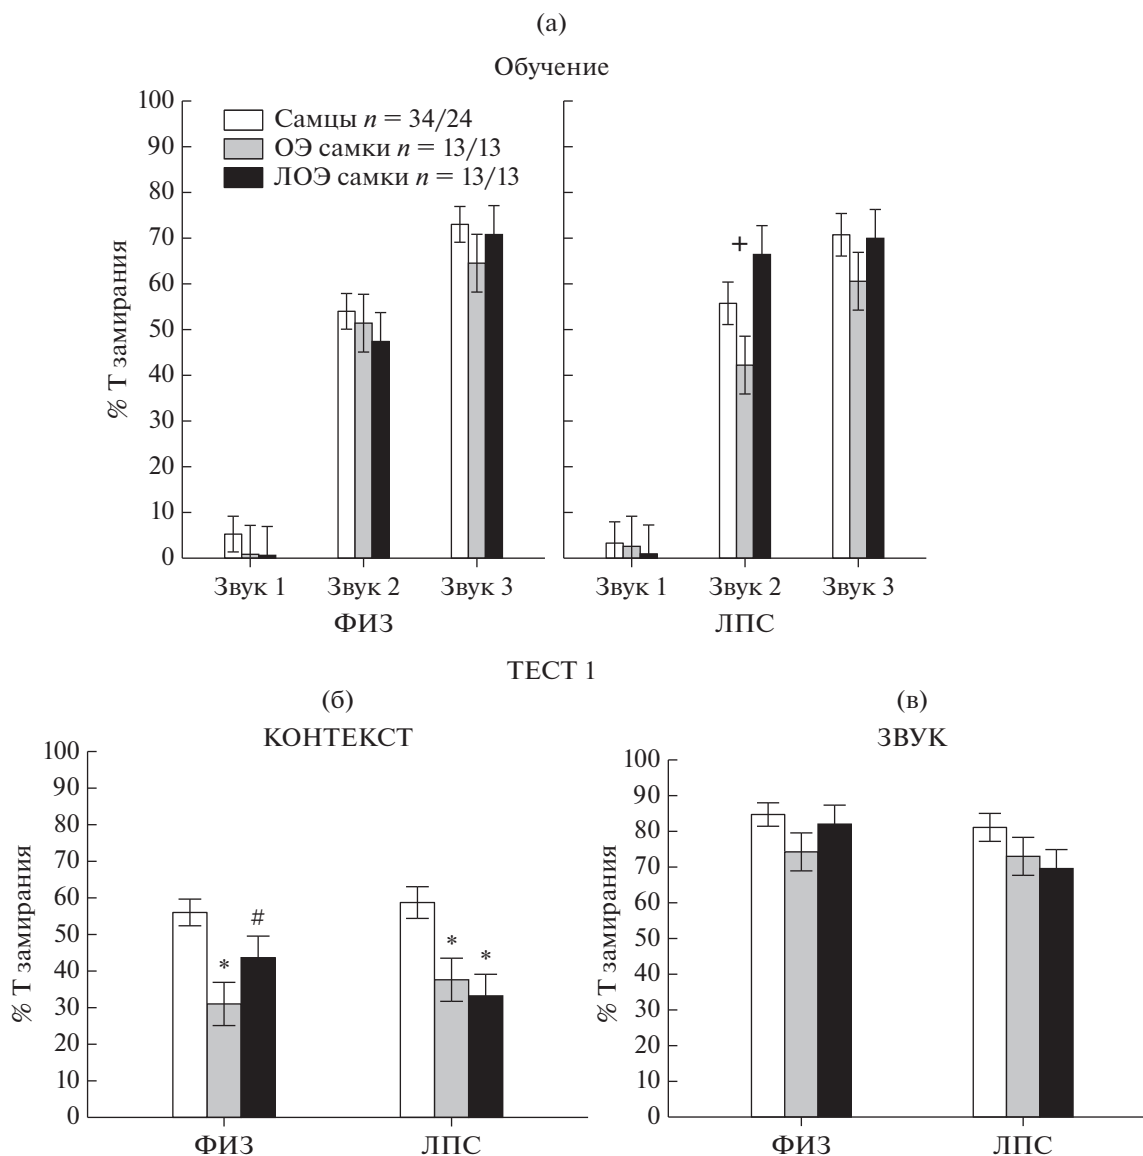 (а)
Обучение
Самцы n = 34/24
ОЭ самки n = 13/13
ЛОЭ самки n = 13/13
% Т замирания
100
90
80
70
60
50
40
30
20
10
0
+
Звук 1 Звук 2 Звук 3 Звук 1 Звук 2 Звук 3
ФИЗ ЛПС
ТЕСТ 1
(б) (в)
КОНТЕКСТ ЗВУК
% Т замирания
100
90
80
70
60
50
40
30
20
10
0
* # * *
ФИЗ ЛПС
% Т замирания
100
90
80
70
60
50
40
30
20
10
0
ФИЗ ЛПС